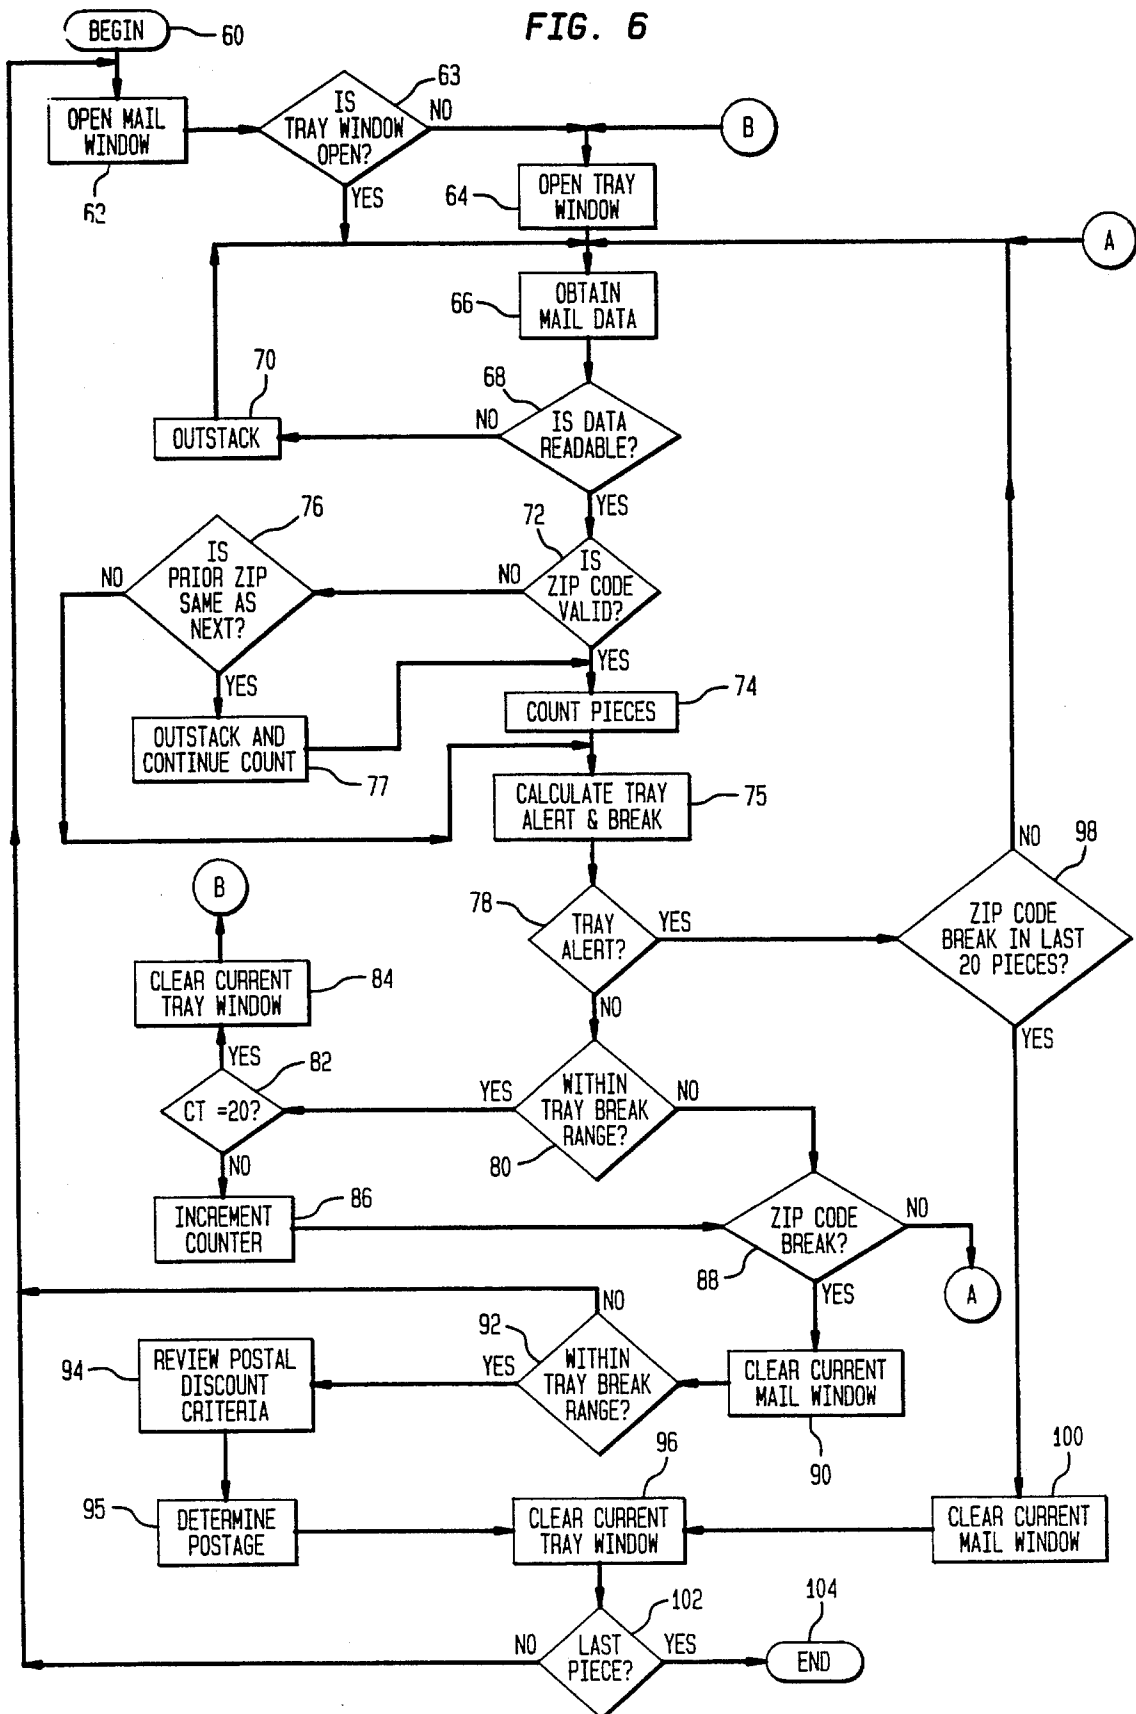 FIG. 6
BEGIN
60
OPEN MAIL
WINDOW
62
IS
TRAY WINDOW
OPEN?
63
NO
YES
B
64
OPEN TRAY
WINDOW
A
66
OBTAIN
MAIL DATA
70
OUTSTACK
68
NO
IS DATA
READABLE?
YES
76
IS
PRIOR ZIP
SAME AS
NEXT?
NO
YES
72
NO
IS
ZIP CODE
VALID?
YES
74
COUNT PIECES
OUTSTACK AND
CONTINUE COUNT
77
CALCULATE TRAY
ALERT & BREAK
75
B
78
TRAY
ALERT?
YES
NO
NO
98
ZIP CODE
BREAK IN LAST
20 PIECES?
YES
CLEAR CURRENT
TRAY WINDOW
84
YES
82
CT =20?
NO
YES
WITHIN
TRAY BREAK
RANGE?
NO
80
INCREMENT
COUNTER
86
ZIP CODE
BREAK?
NO
88
YES
A
NO
92
YES
WITHIN
TRAY BREAK
RANGE?
CLEAR CURRENT
MAIL WINDOW
90
94
REVIEW POSTAL
DISCOUNT
CRITERIA
95
DETERMINE
POSTAGE
96
CLEAR CURRENT
TRAY WINDOW
100
CLEAR CURRENT
MAIL WINDOW
102
NO
LAST
PIECE?
YES
104
END